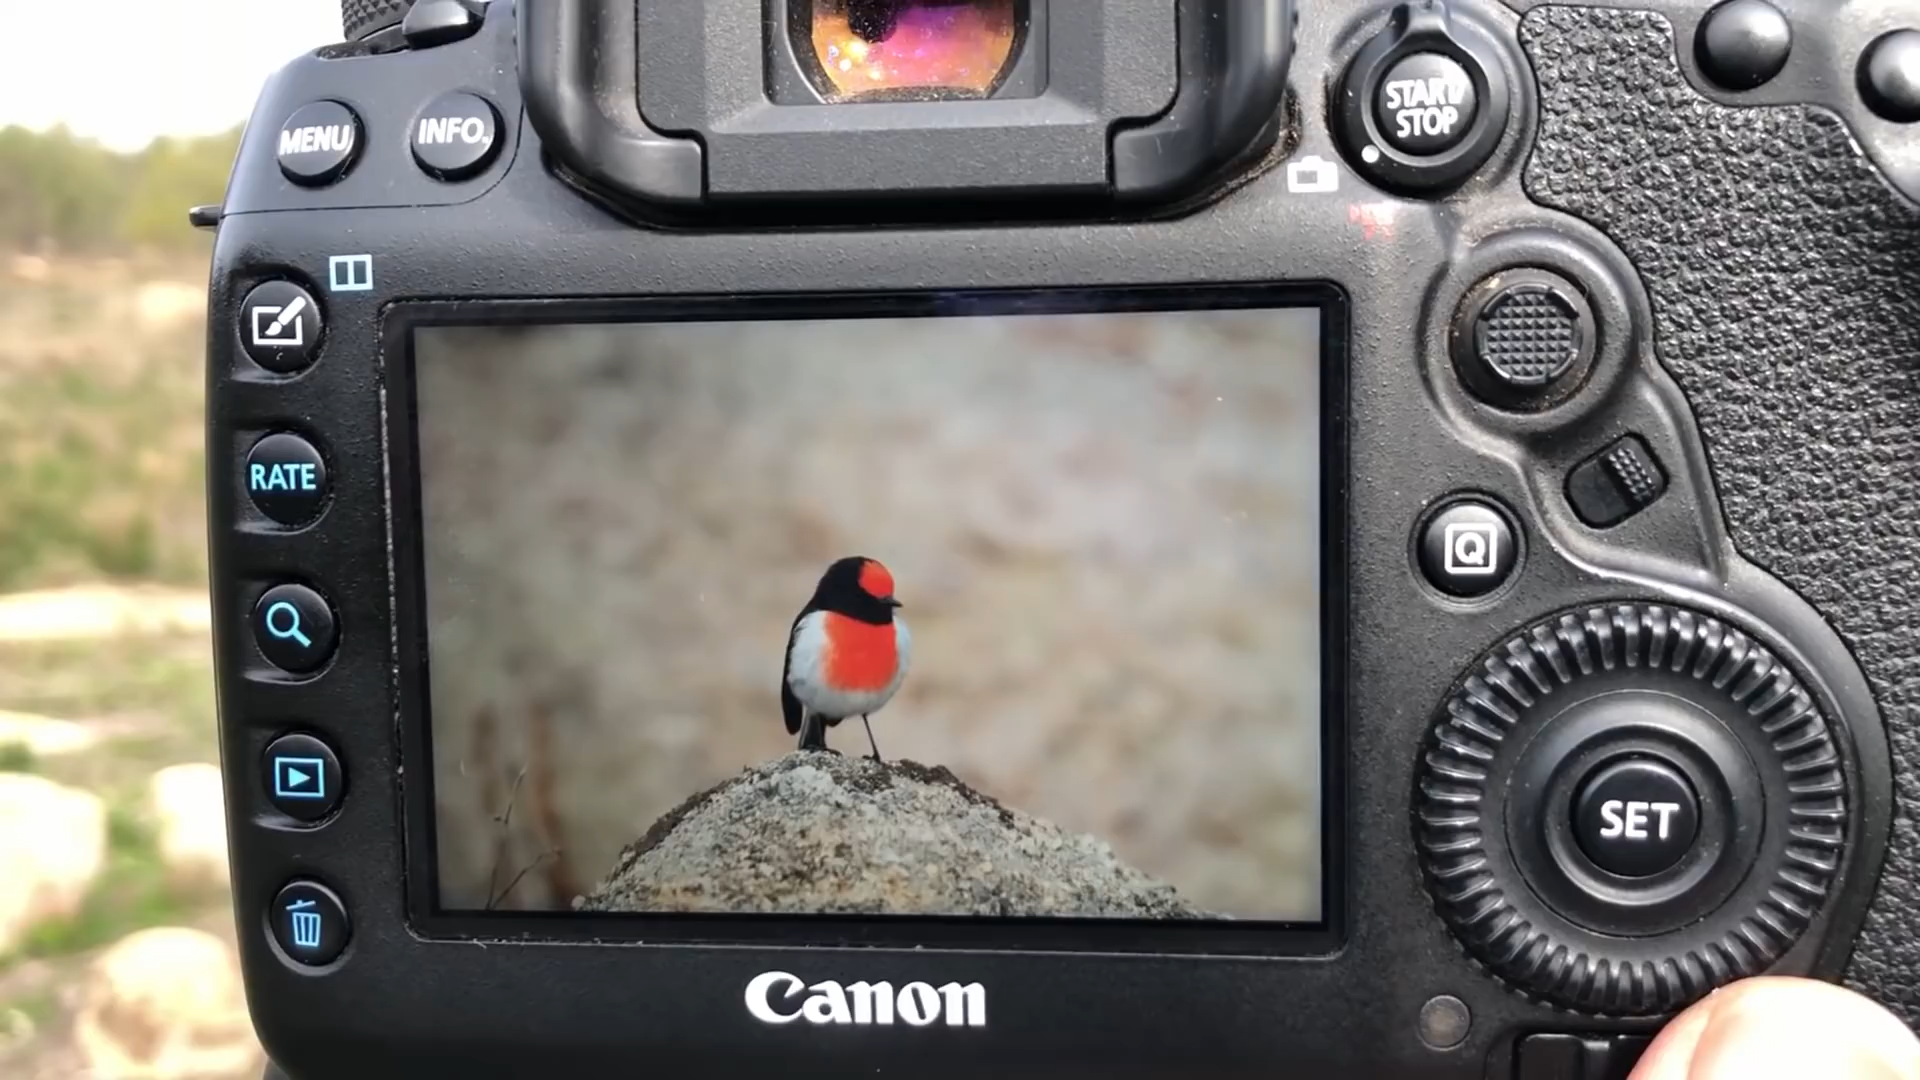 MENU
INFO.
START/
STOP
RATE
Q
SET
Canon